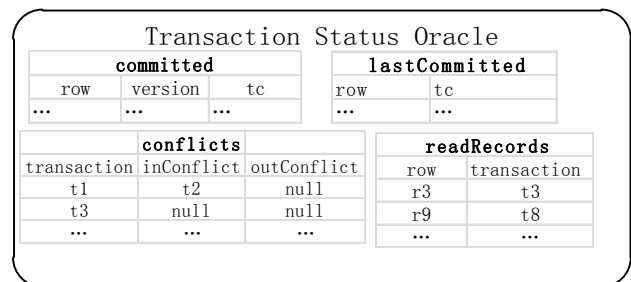 Transaction Status Oracle
committed
row version tc
... ... ...
lastCommitted
row tc
... ...
conflicts
transaction inConflict outConflict
t1 t2 null
t3 null null
... ... ...
readRecords
row transaction
r3 t3
r9 t8
... ...